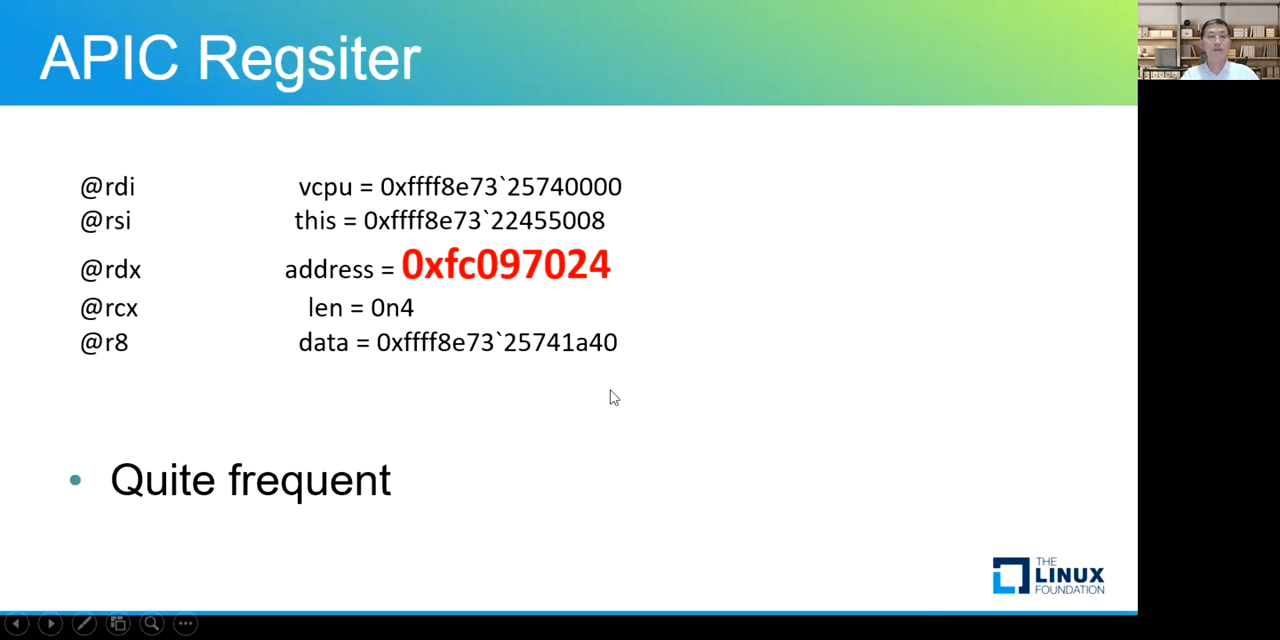 APIC Regsiter
@rdi vcpu = 0xffff8e73`25740000
@rsi this = 0xffff8e73`22455008
@rdx address = 0xfc097024
@rcx len = 0n4
@r8 data = 0xffff8e73`25741a40
• Quite frequent
THE
LINUX
FOUNDATION